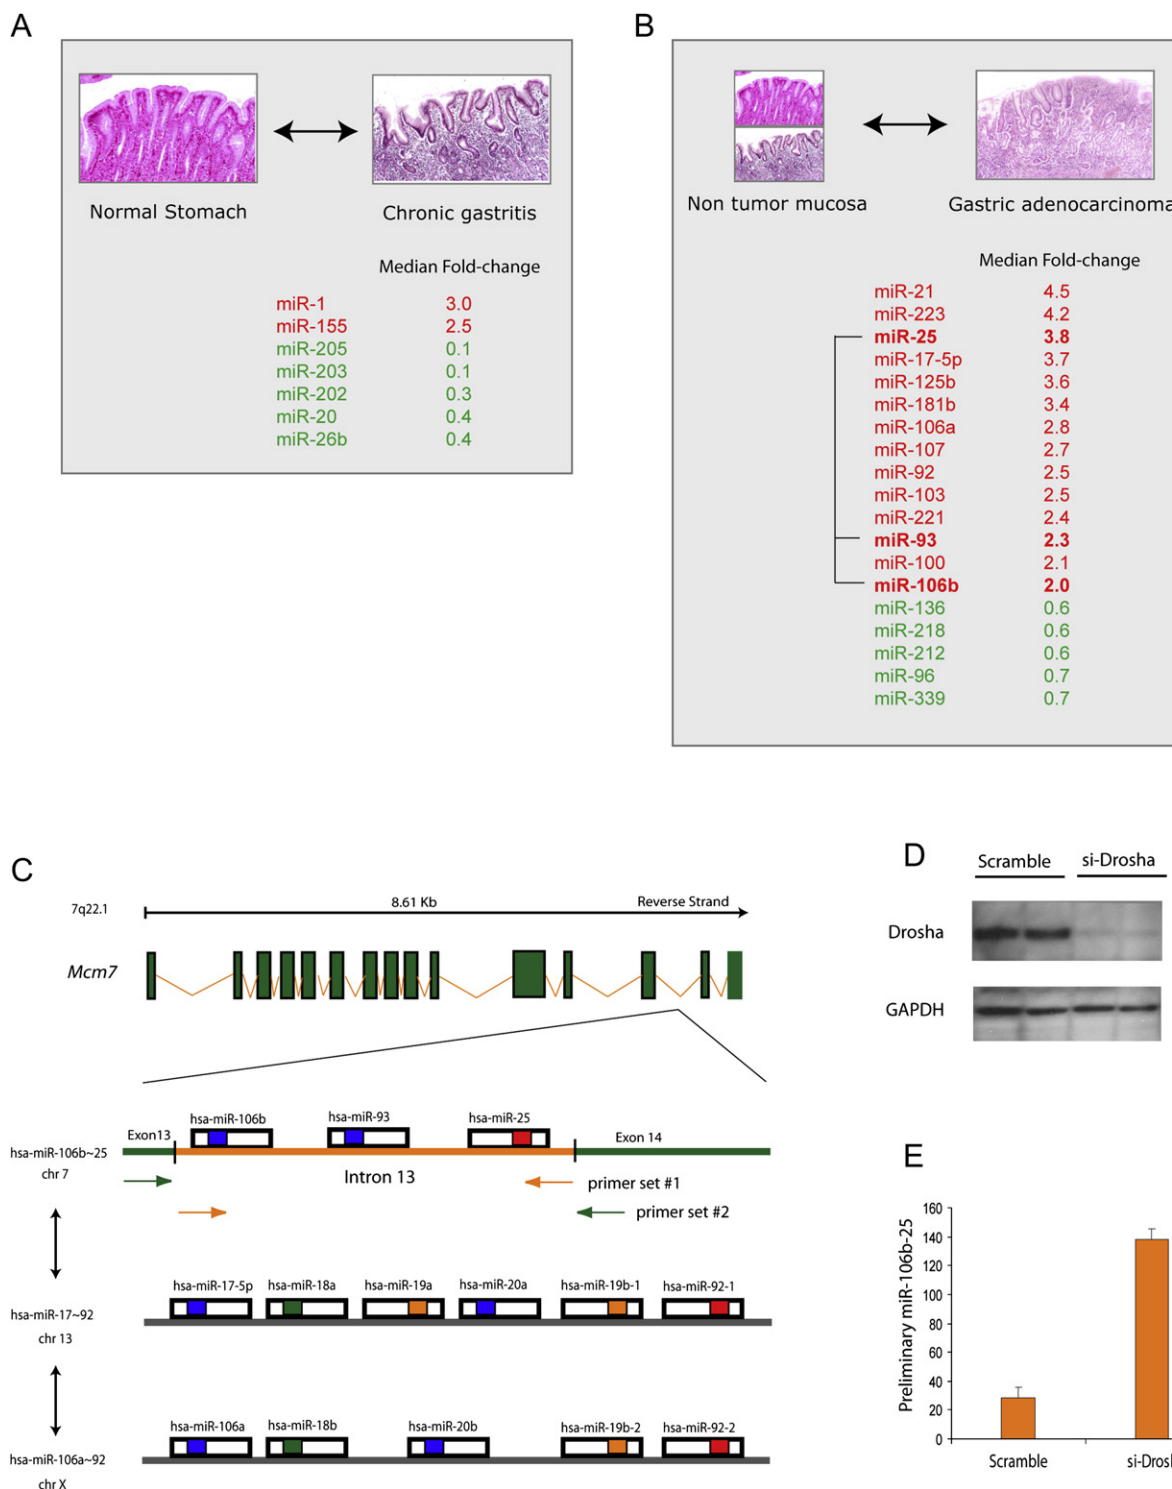 A
Normal Stomach
Chronic gastritis
Median Fold-change
miR-1 3.0
miR-155 2.5
miR-205 0.1
miR-203 0.1
miR-202 0.3
miR-20 0.4
miR-26b 0.4
B
Non tumor mucosa
Gastric adenocarcinoma
Median Fold-change
miR-21 4.5
miR-223 4.2
miR-25 3.8
miR-17-5p 3.7
miR-125b 3.6
miR-181b 3.4
miR-106a 2.8
miR-107 2.7
miR-92 2.5
miR-103 2.5
miR-221 2.4
miR-93 2.3
miR-100 2.1
miR-106b 2.0
miR-136 0.6
miR-218 0.6
miR-212 0.6
miR-96 0.7
miR-339 0.7
C
7q22.1
8.61 Kb
Reverse Strand
Mcm7
hsa-miR-106b
hsa-miR-93
hsa-miR-25
Exon13
Exon 14
hsa-miR-106b~25
chr 7
Intron 13
primer set #1
primer set #2
hsa-miR-17-5p
hsa-miR-18a
hsa-miR-19a
hsa-miR-20a
hsa-miR-19b-1
hsa-miR-92-1
hsa-miR-17~92
chr 13
hsa-miR-106a
hsa-miR-18b
hsa-miR-20b
hsa-miR-19b-2
hsa-miR-92-2
hsa-miR-106a~92
chr X
D
Scramble
si-Drosha
Drosha
GAPDH
E
Preliminary miR-106b-25
160
140
120
100
80
60
40
20
0
Scramble
si-Drosh